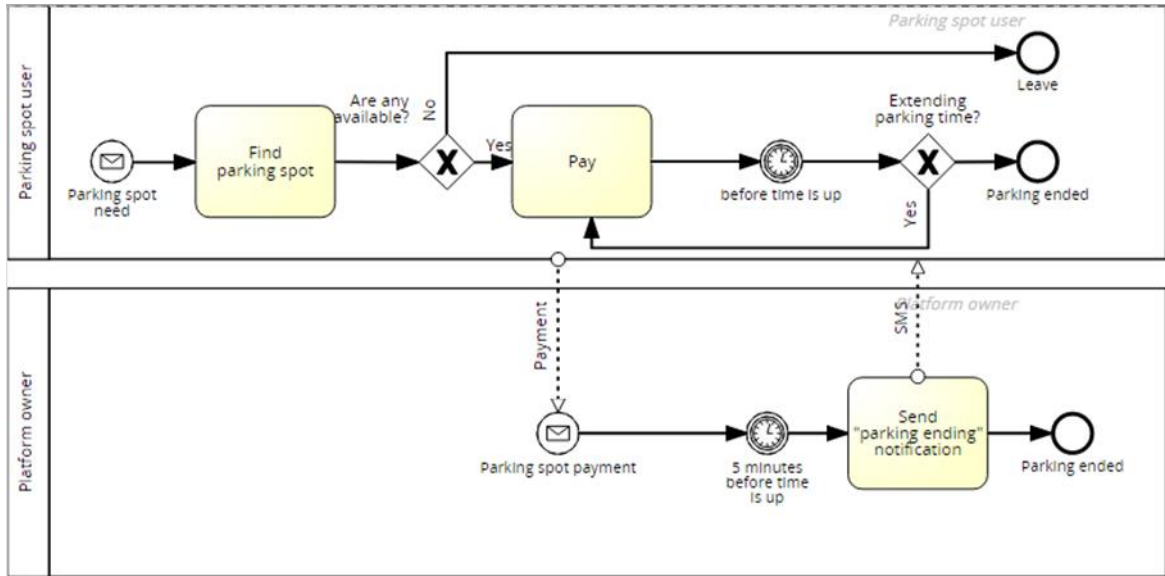 Parking spot user
Parking spot user
Leave
Are any
available?
No
Extending
parking time?
Find
parking spot
Yes
Pay
Parking spot
need
before time is up
Parking ended
Yes
Platform owner
Platform owner
Payment
SMS
Send
"parking ending"
notification
Parking spot payment
5 minutes
before time
is up
Parking ended